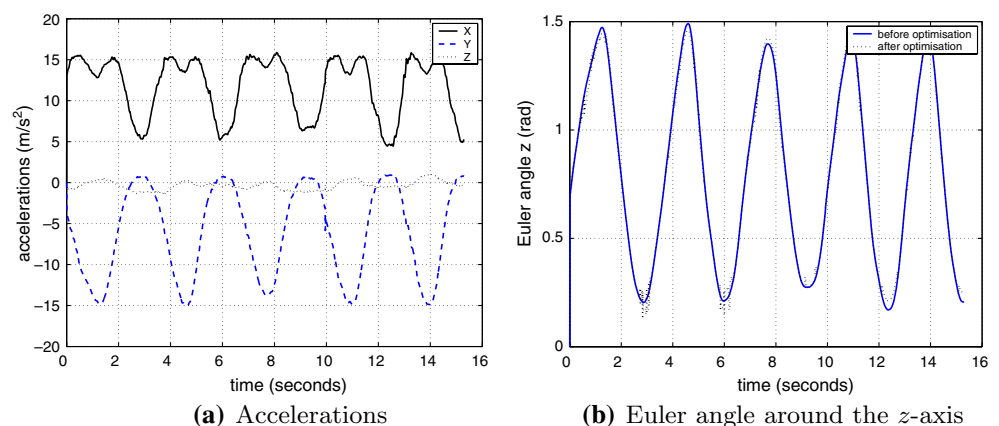 20
15
10
5
0
−5
−10
−15
−20
accelerations (m/s²)
0 2 4 6 8 10 12 14 16
time (seconds)
X
Y
Z
(a) Accelerations
1.5
1
0.5
0
Euler angle z (rad)
0 2 4 6 8 10 12 14 16
time (seconds)
before optimisation
after optimisation
(b) Euler angle around the z-axis